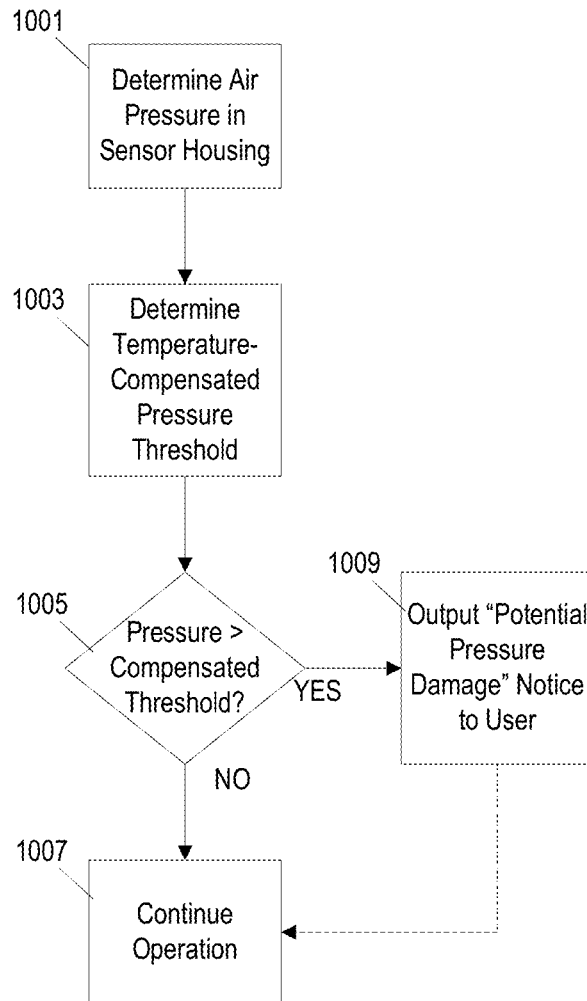 1001
Determine Air
Pressure in
Sensor Housing
1003
Determine
Temperature-
Compensated
Pressure
Threshold
1005
Pressure >
Compensated
Threshold?
YES
NO
1009
Output “Potential
Pressure
Damage” Notice
to User
1007
Continue
Operation